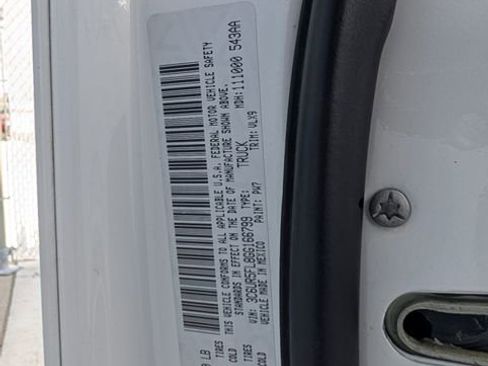 LB
TIRES
COLD
THIS VEHICLE CONFORMS TO ALL APPLICABLE U.S.A. FEDERAL MOTOR VEHICLE SAFETY
STANDARDS IN EFFECT ON THE DATE OF MANUFACTURE SHOWN ABOVE.
VIN: 3C6UR5FL8GG166799 TYPE: TRUCK MDH:111000 543AA
VEHICLE MADE IN MEXICO PAINT: PW7 TRIM: VLX9
TIRES
COLD